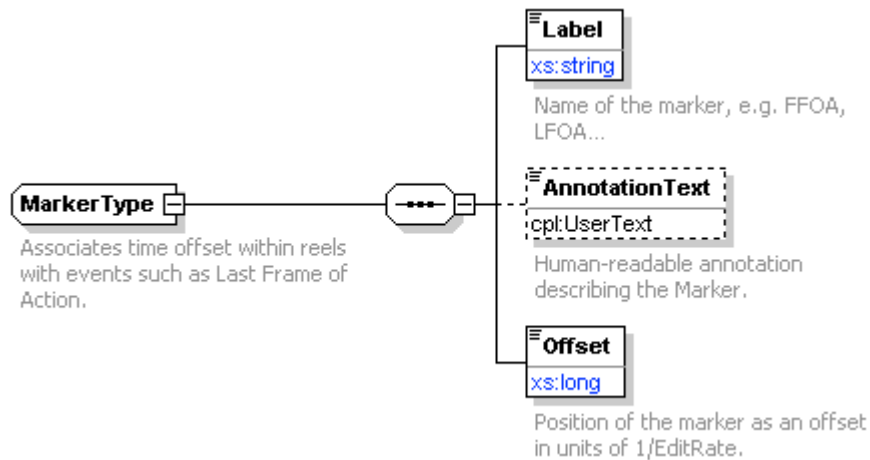 Label
xs:string
Name of the marker, e.g. FFOA,
LFOA...
MarkerType
Associates time offset within reels
with events such as Last Frame of
Action.
AnnotationText
cpl:UserText
Human-readable annotation
describing the Marker.
Offset
xs:long
Position of the marker as an offset
in units of 1/EditRate.